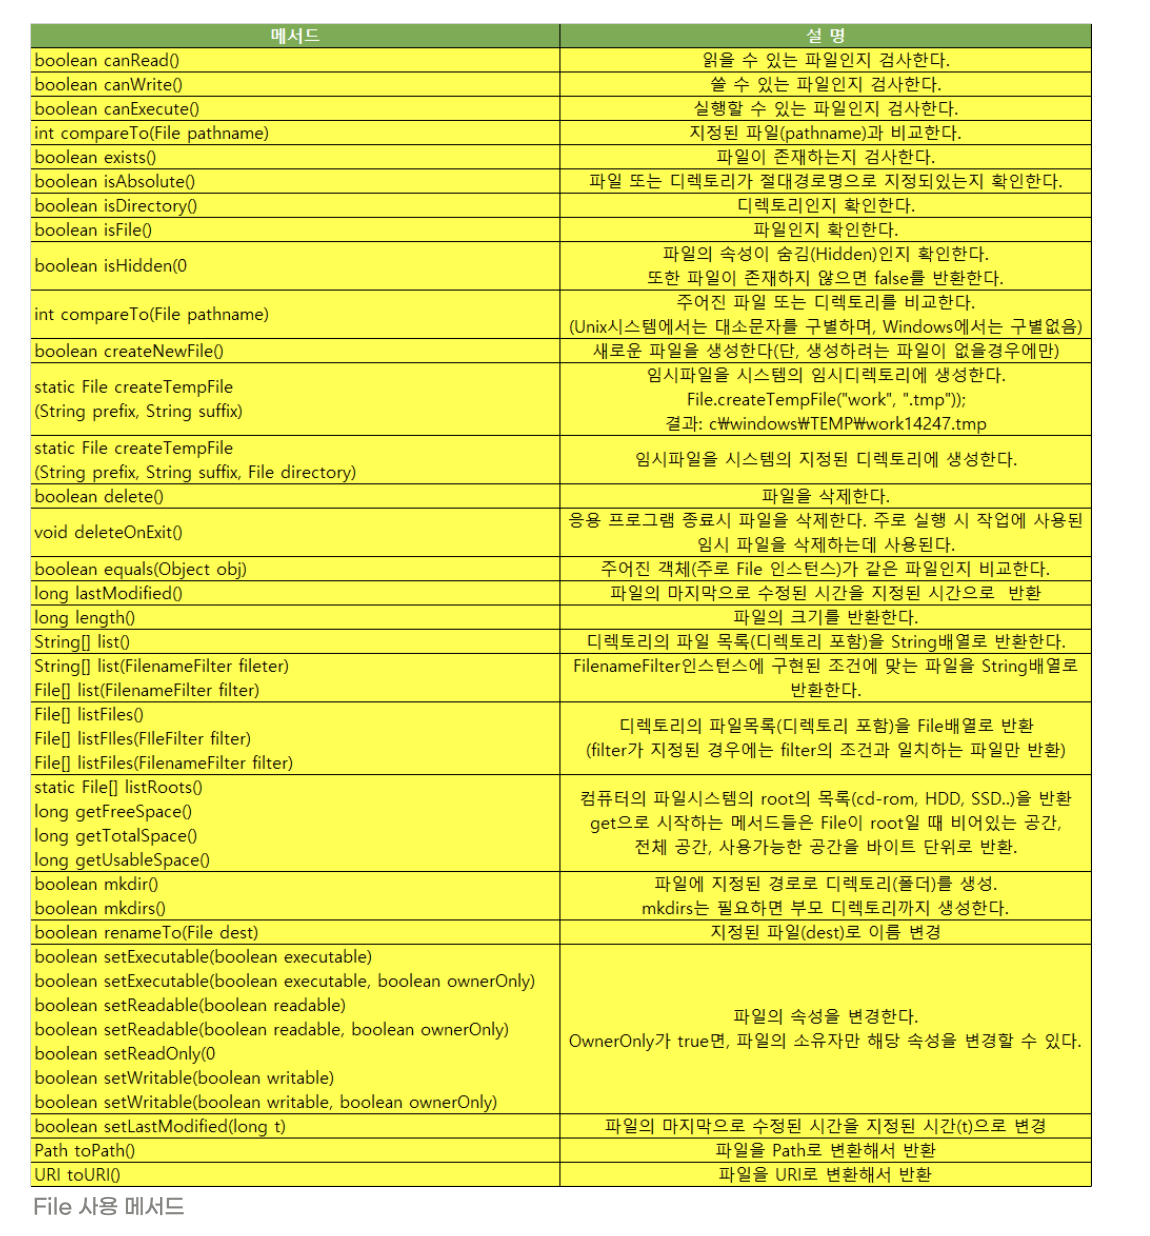 메서드 설 명
boolean canRead() 읽을 수 있는 파일인지 검사한다.
boolean canWrite() 쓸 수 있는 파일인지 검사한다.
boolean canExecute() 실행할 수 있는 파일인지 검사한다.
int compareTo(File pathname) 지정된 파일(pathname)과 비교한다.
boolean exists() 파일이 존재하는지 검사한다.
boolean isAbsolute() 파일 또는 디렉토리가 절대경로명으로 지정되있는지 확인한다.
boolean isDirectory() 디렉토리인지 확인한다.
boolean isFile() 파일인지 확인한다.
boolean isHidden(0
파일의 속성이 숨김(Hidden)인지 확인한다.
또한 파일이 존재하지 않으면 false를 반환한다.
int compareTo(File pathname)
주어진 파일 또는 디렉토리를 비교한다.
(Unix시스템에서는 대소문자를 구별하며, Windows에서는 구별없음)
boolean createNewFile() 새로운 파일을 생성한다(단, 생성하려는 파일이 없을경우에만)
static File createTempFile
(String prefix, String suffix)
임시파일을 시스템의 임시디렉토리에 생성한다.
File.createTempFile("work", ".tmp"));
결과: c₩windows₩TEMP₩work14247.tmp
static File createTempFile
(String prefix, String suffix, File directory)
임시파일을 시스템의 지정된 디렉토리에 생성한다.
boolean delete() 파일을 삭제한다.
void deleteOnExit()
응용 프로그램 종료시 파일을 삭제한다. 주로 실행 시 작업에 사용된
임시 파일을 삭제하는데 사용된다.
boolean equals(Object obj) 주어진 객체(주로 File 인스턴스)가 같은 파일인지 비교한다.
long lastModified() 파일의 마지막으로 수정된 시간을 지정된 시간으로  반환
long length() 파일의 크기를 반환한다.
String[] list() 디렉토리의 파일 목록(디렉토리 포함)을 String배열로 반환한다.
String[] list(FilenameFilter fileter)
File[] list(FilenameFilter filter)
FilenameFilter인스턴스에 구현된 조건에 맞는 파일을 String배열로
반환한다.
File[] listFiles()
File[] listFIles(FIleFilter filter)
File[] listFiles(FilenameFilter filter)
디렉토리의 파일목록(디렉토리 포함)을 File배열로 반환
(filter가 지정된 경우에는 filter의 조건과 일치하는 파일만 반환)
static File[] listRoots()
long getFreeSpace()
long getTotalSpace()
long getUsableSpace()
컴퓨터의 파일시스템의 root의 목록(cd-rom, HDD, SSD..)을 반환
get으로 시작하는 메서드들은 File이 root일 때 비어있는 공간,
전체 공간, 사용가능한 공간을 바이트 단위로 반환.
boolean mkdir()
boolean mkdirs()
파일에 지정된 경로로 디렉토리(폴더)를 생성.
mkdirs는 필요하면 부모 디렉토리까지 생성한다.
boolean renameTo(File dest) 지정된 파일(dest)로 이름 변경
boolean setExecutable(boolean executable)
boolean setExecutable(boolean executable, boolean ownerOnly)
boolean setReadable(boolean readable)
boolean setReadable(boolean readable, boolean ownerOnly)
boolean setReadOnly(0
boolean setWritable(boolean writable)
boolean setWritable(boolean writable, boolean ownerOnly)
파일의 속성을 변경한다.
OwnerOnly가 true면, 파일의 소유자만 해당 속성을 변경할 수 있다.
boolean setLastModified(long t) 파일의 마지막으로 수정된 시간을 지정된 시간(t)으로 변경
Path toPath() 파일을 Path로 변환해서 반환
URI toURI() 파일을 URI로 변환해서 반환
File 사용 메서드